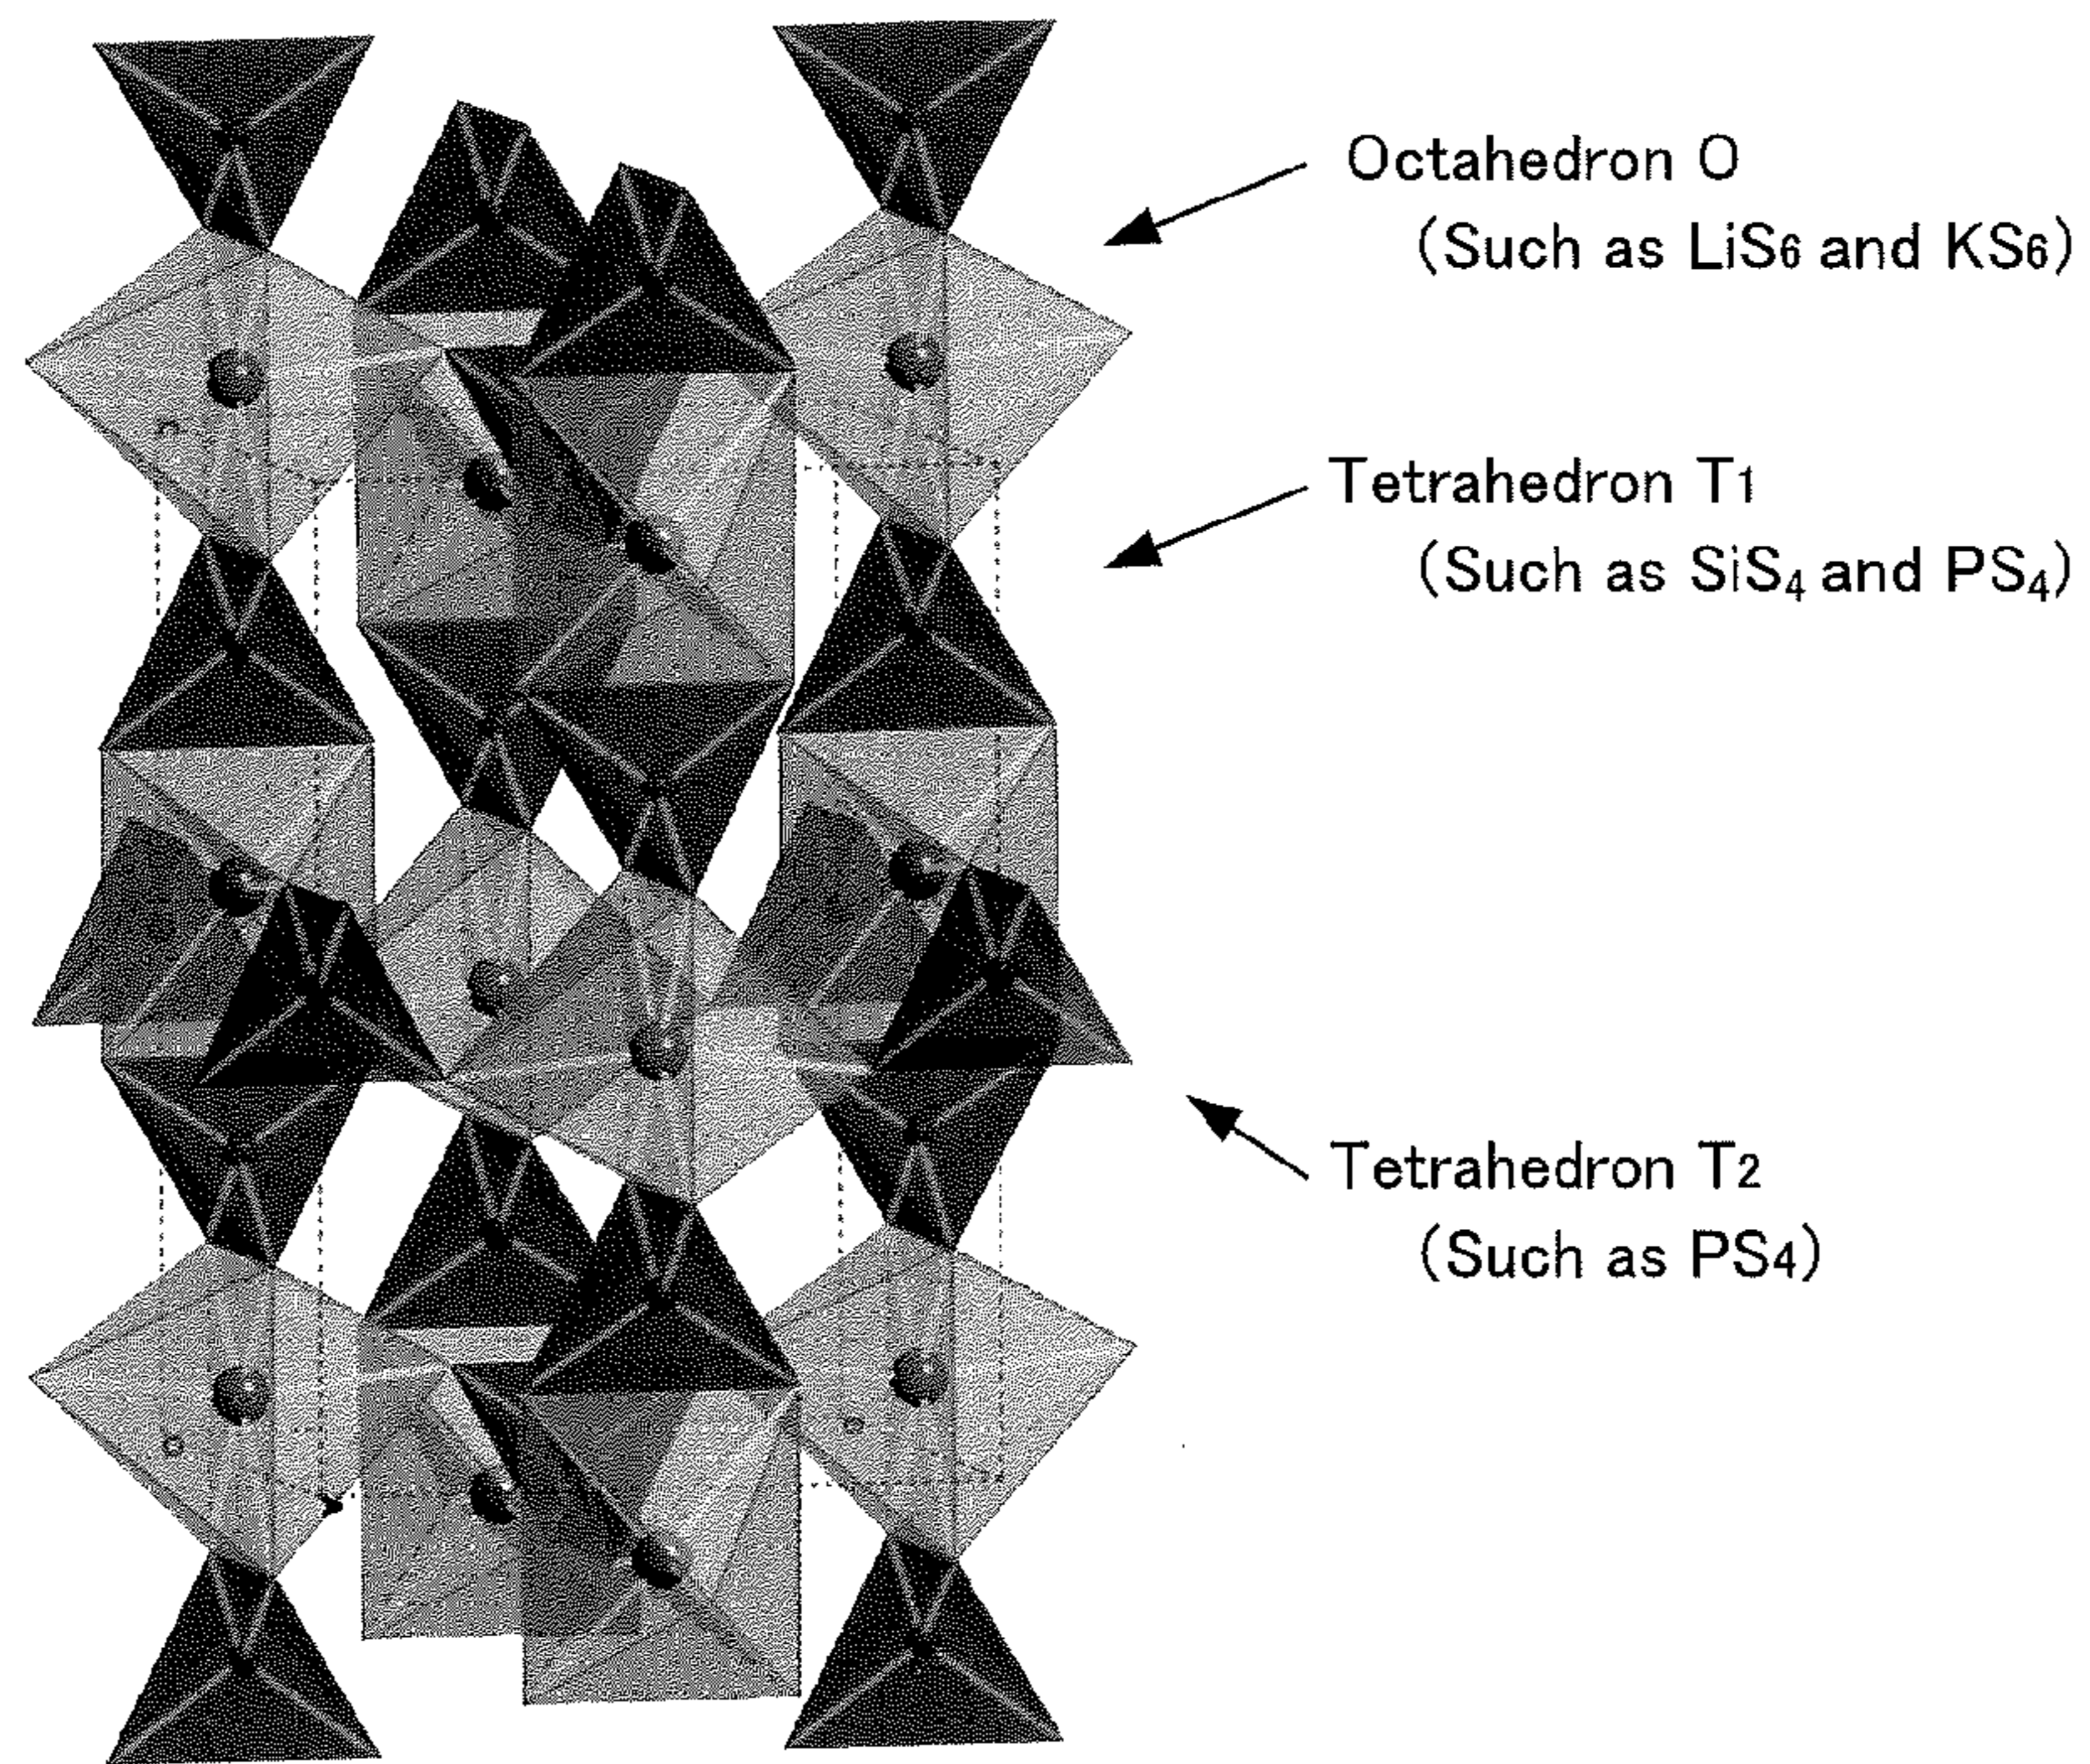 Octahedron O
(Such as LiS6 and KS6)
Tetrahedron T1
(Such as SiS4 and PS4)
Tetrahedron T2
(Such as PS4)